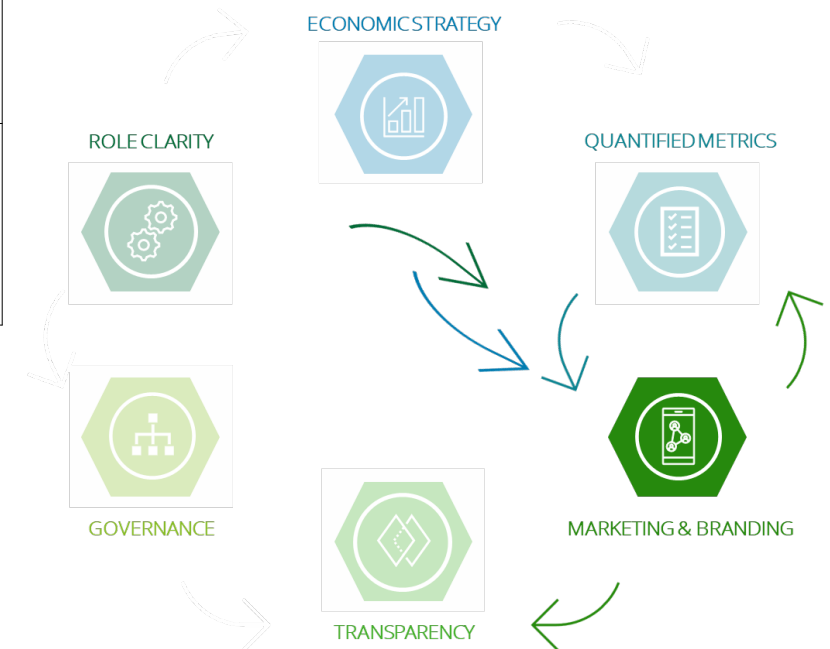 ECONOMIC STRATEGY
ROLE CLARITY
QUANTIFIED METRICS
GOVERNANCE
MARKETING & BRANDING
TRANSPARENCY